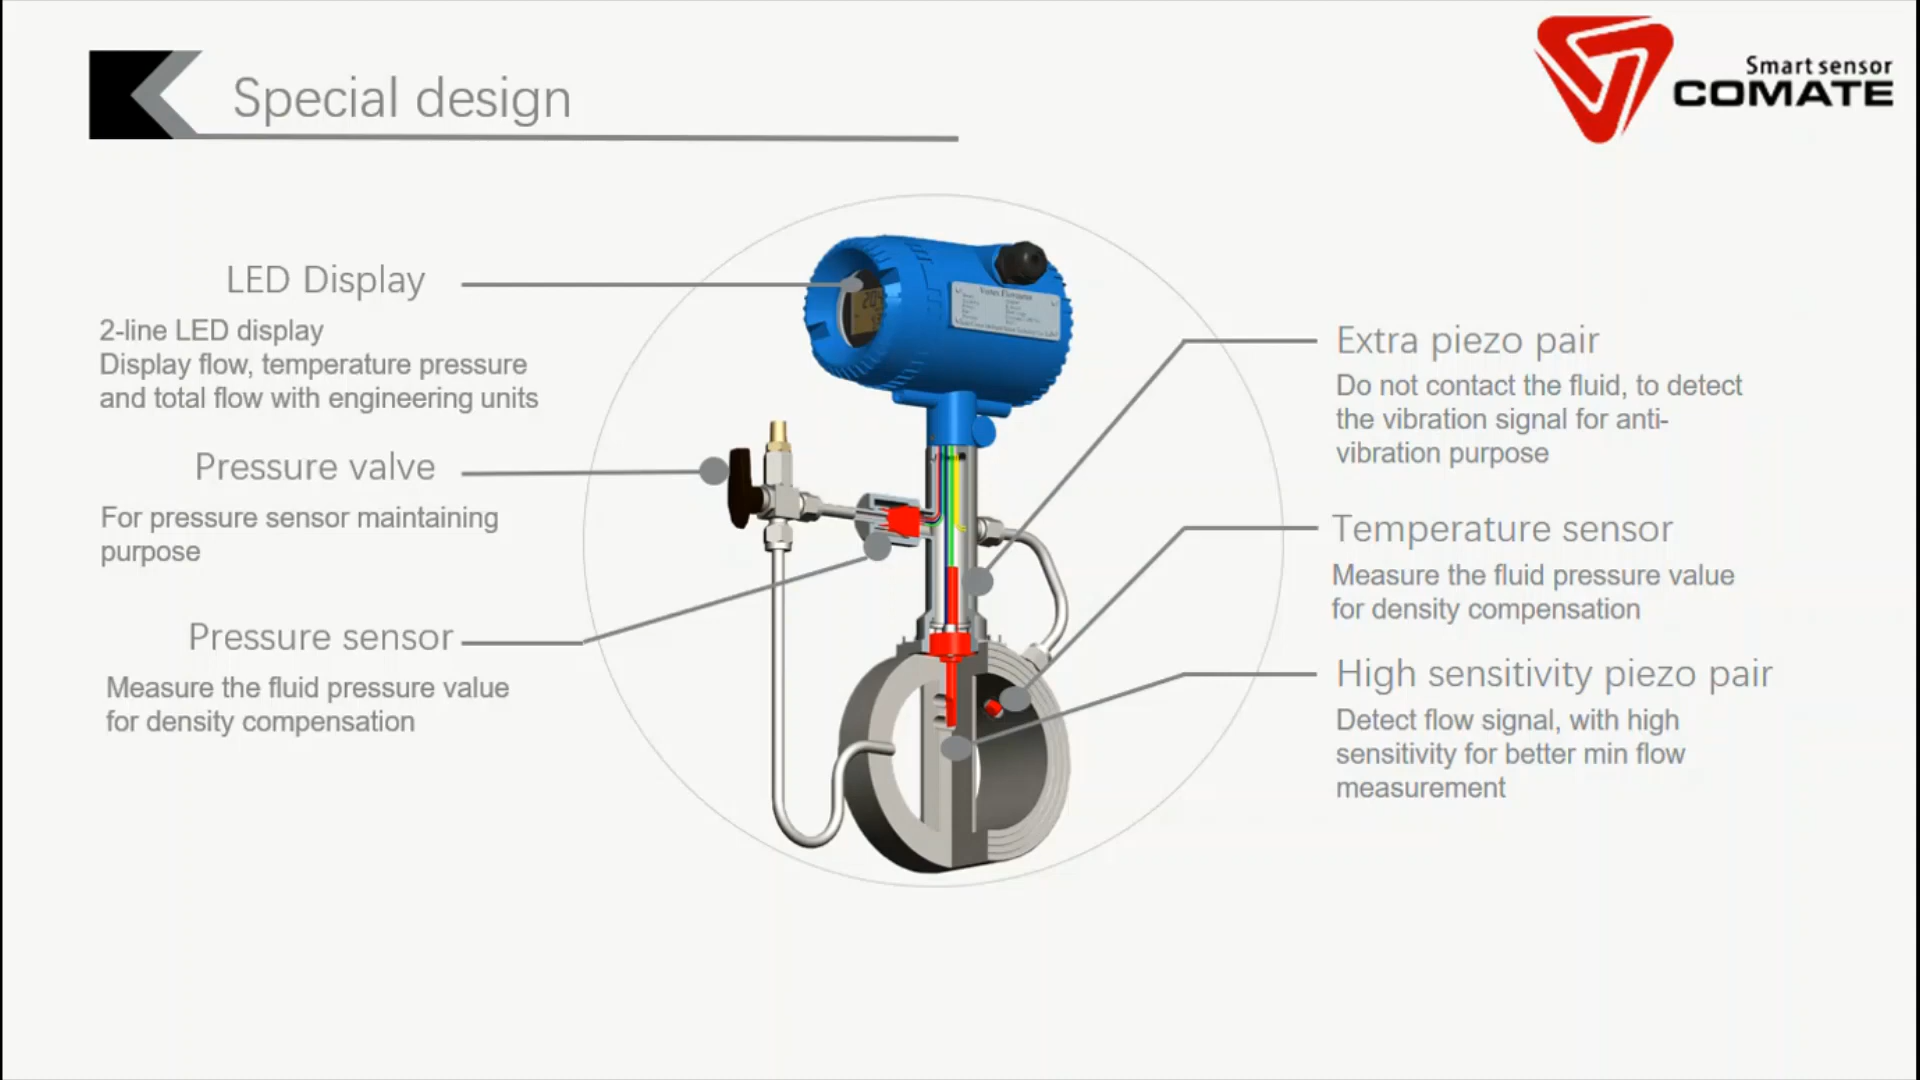 Special design
Smart sensor
COMATE
LED Display
2-line LED display
Display flow, temperature pressure
and total flow with engineering units
Pressure valve
For pressure sensor maintaining
purpose
Pressure sensor
Measure the fluid pressure value
for density compensation
Extra piezo pair
Do not contact the fluid, to detect
the vibration signal for anti-
vibration purpose
Temperature sensor
Measure the fluid pressure value
for density compensation
High sensitivity piezo pair
Detect flow signal, with high
sensitivity for better min flow
measurement